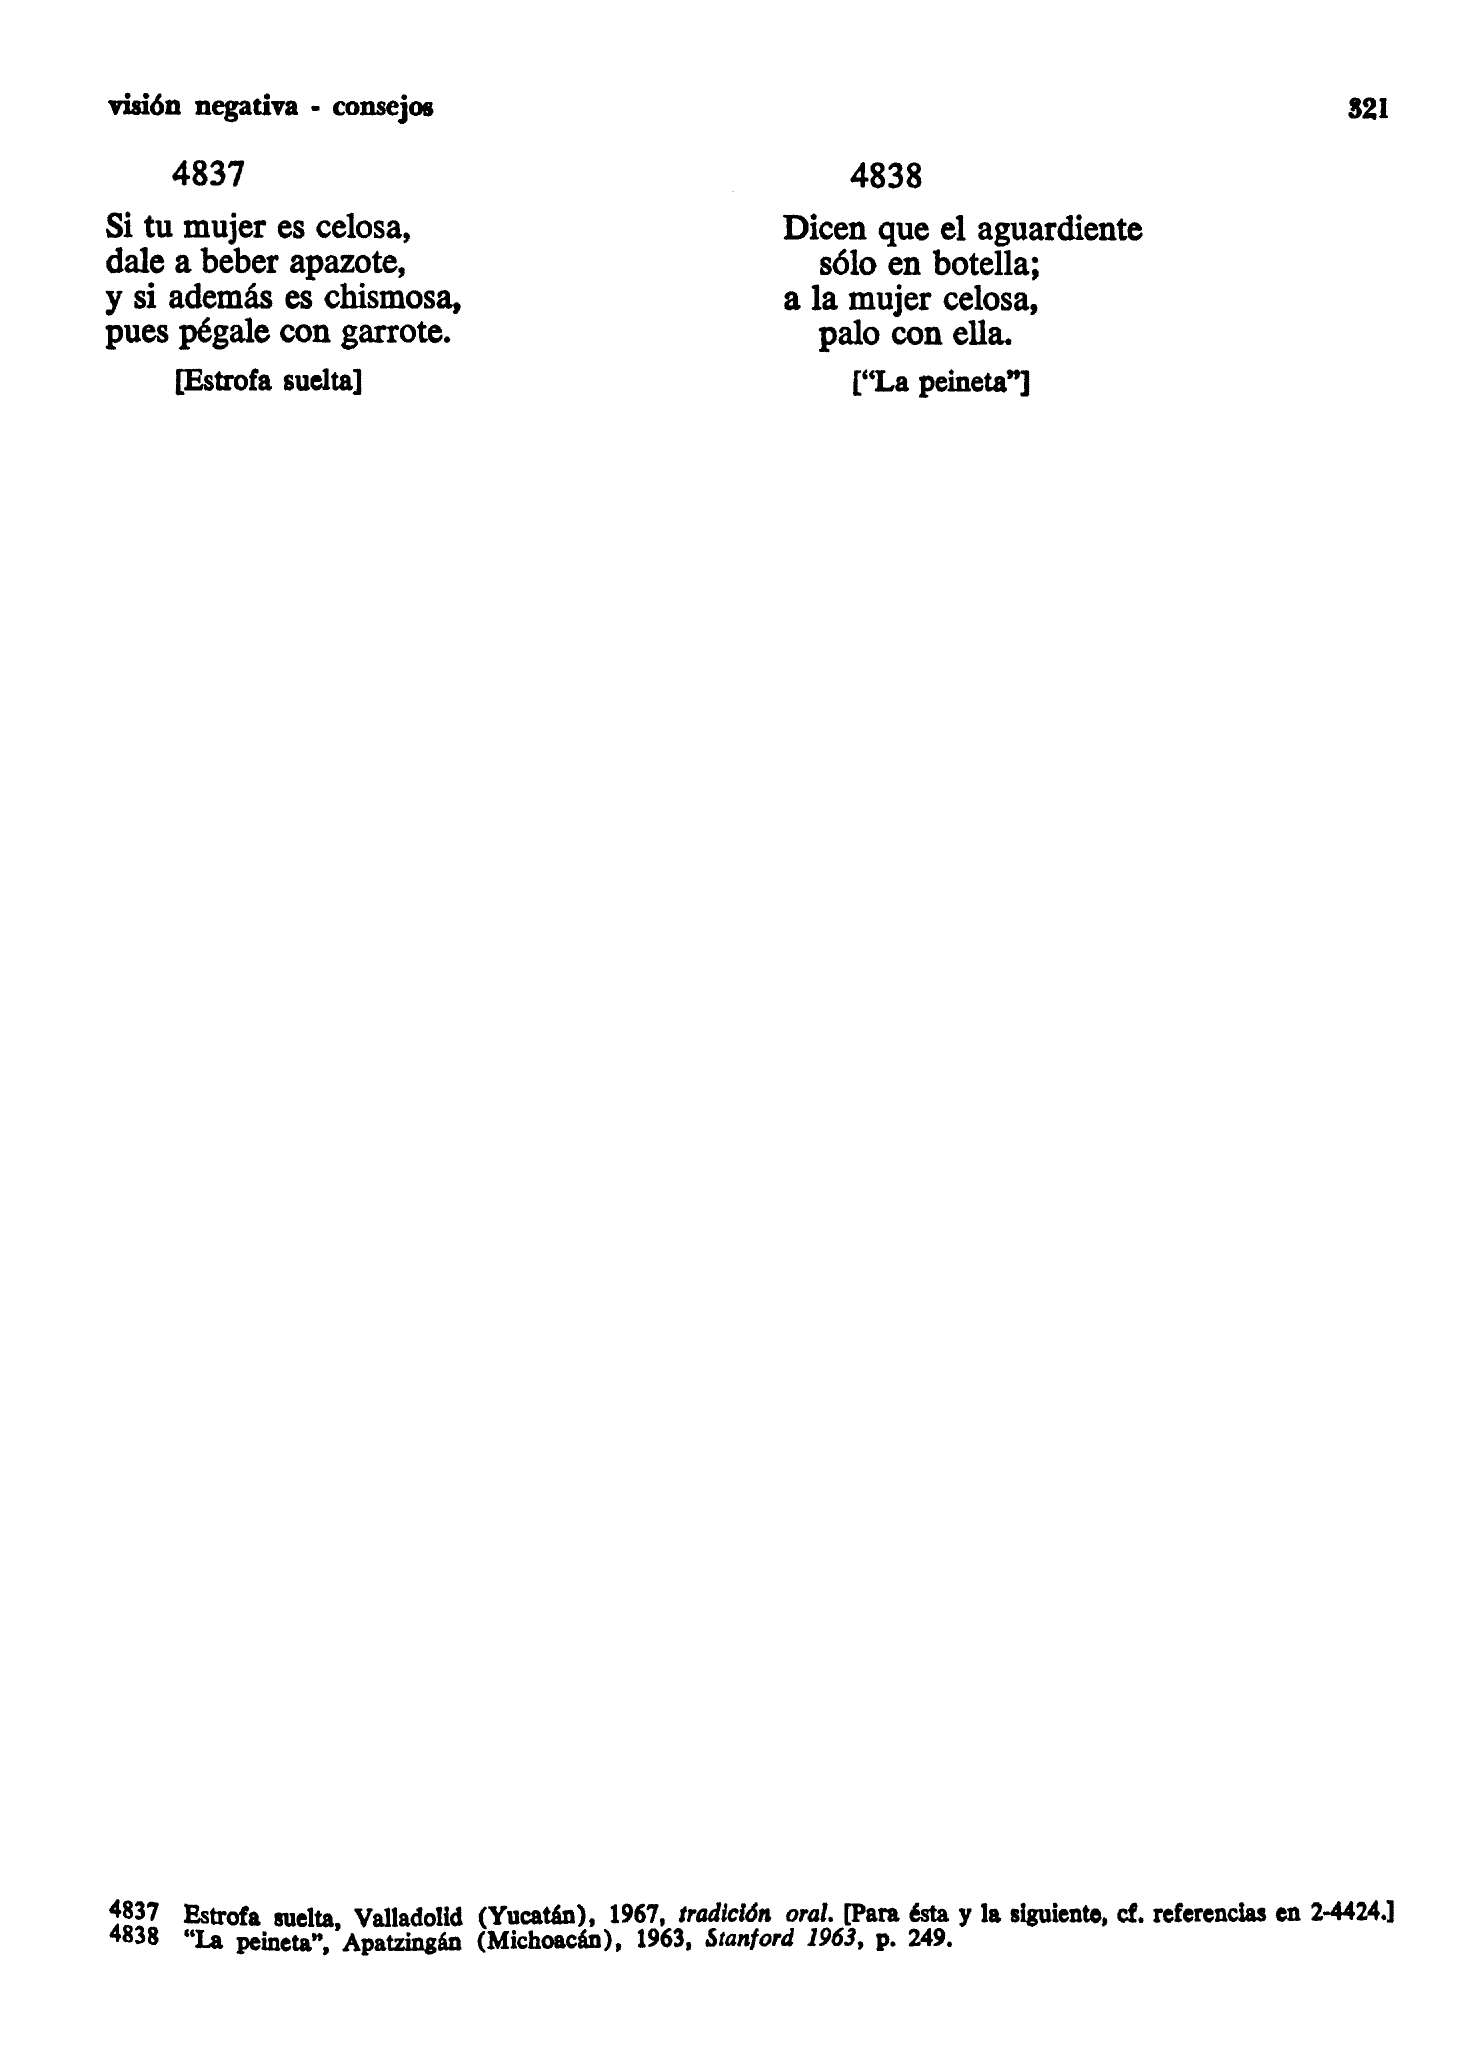 visión negativa - consejos
321
4837
Si tu mujer es celosa,
dale a beber apazote,
y si además es chismosa,
pues pégale con garrote.
[Estrofa suelta]
4838
Dicen que el aguardiente
sólo en botella;
a la mujer celosa,
palo con ella.
[“La peineta”]
4837 Estrofa suelta, Valladolid (Yucatán), 1967, tradición oral. [Para ésta y la siguiente, cf. referencias en 2-4424.]
4838 “La peineta”, Apatzingán (Michoacán), 1963, Stanford 1963, p. 249.